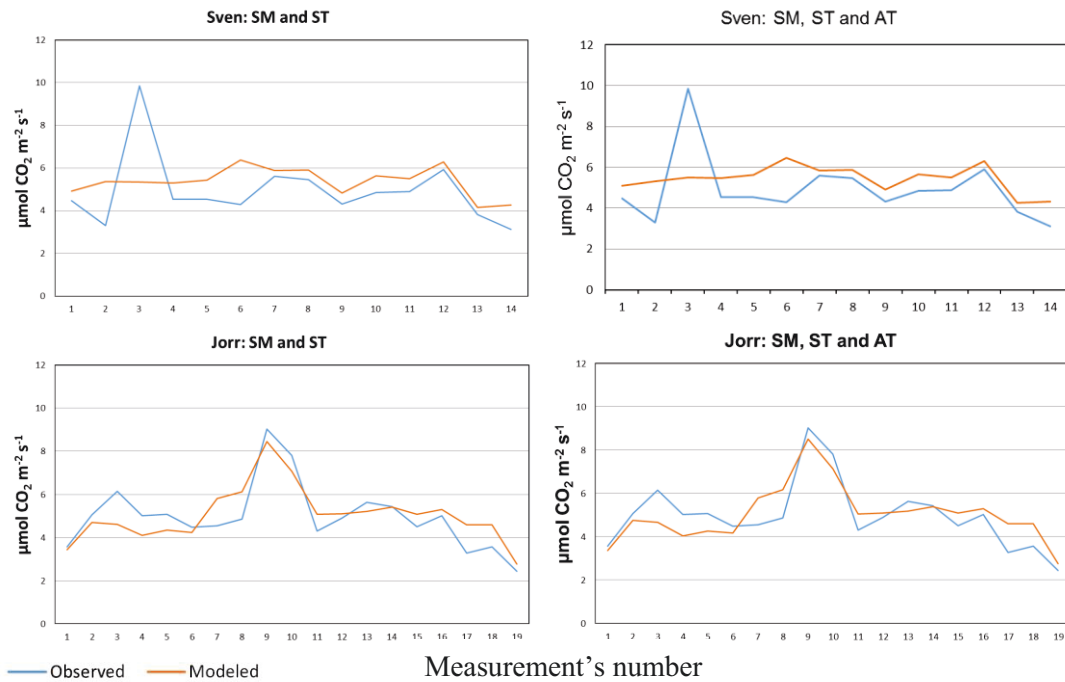 Sven: SM and ST
12
10
8
6
4
2
0
µmol CO₂ m⁻² s⁻¹
1 2 3 4 5 6 7 8 9 10 11 12 13 14
Sven: SM, ST and AT
12
10
8
6
4
2
0
µmol CO₂ m⁻² s⁻¹
1 2 3 4 5 6 7 8 9 10 11 12 13 14
Jorr: SM and ST
12
10
8
6
4
2
0
µmol CO₂ m⁻² s⁻¹
1 2 3 4 5 6 7 8 9 10 11 12 13 14 15 16 17 18 19
Jorr: SM, ST and AT
12
10
8
6
4
2
0
µmol CO₂ m⁻² s⁻¹
1 2 3 4 5 6 7 8 9 10 11 12 13 14 15 16 17 18 19
Observed Modeled
Measurement’s number